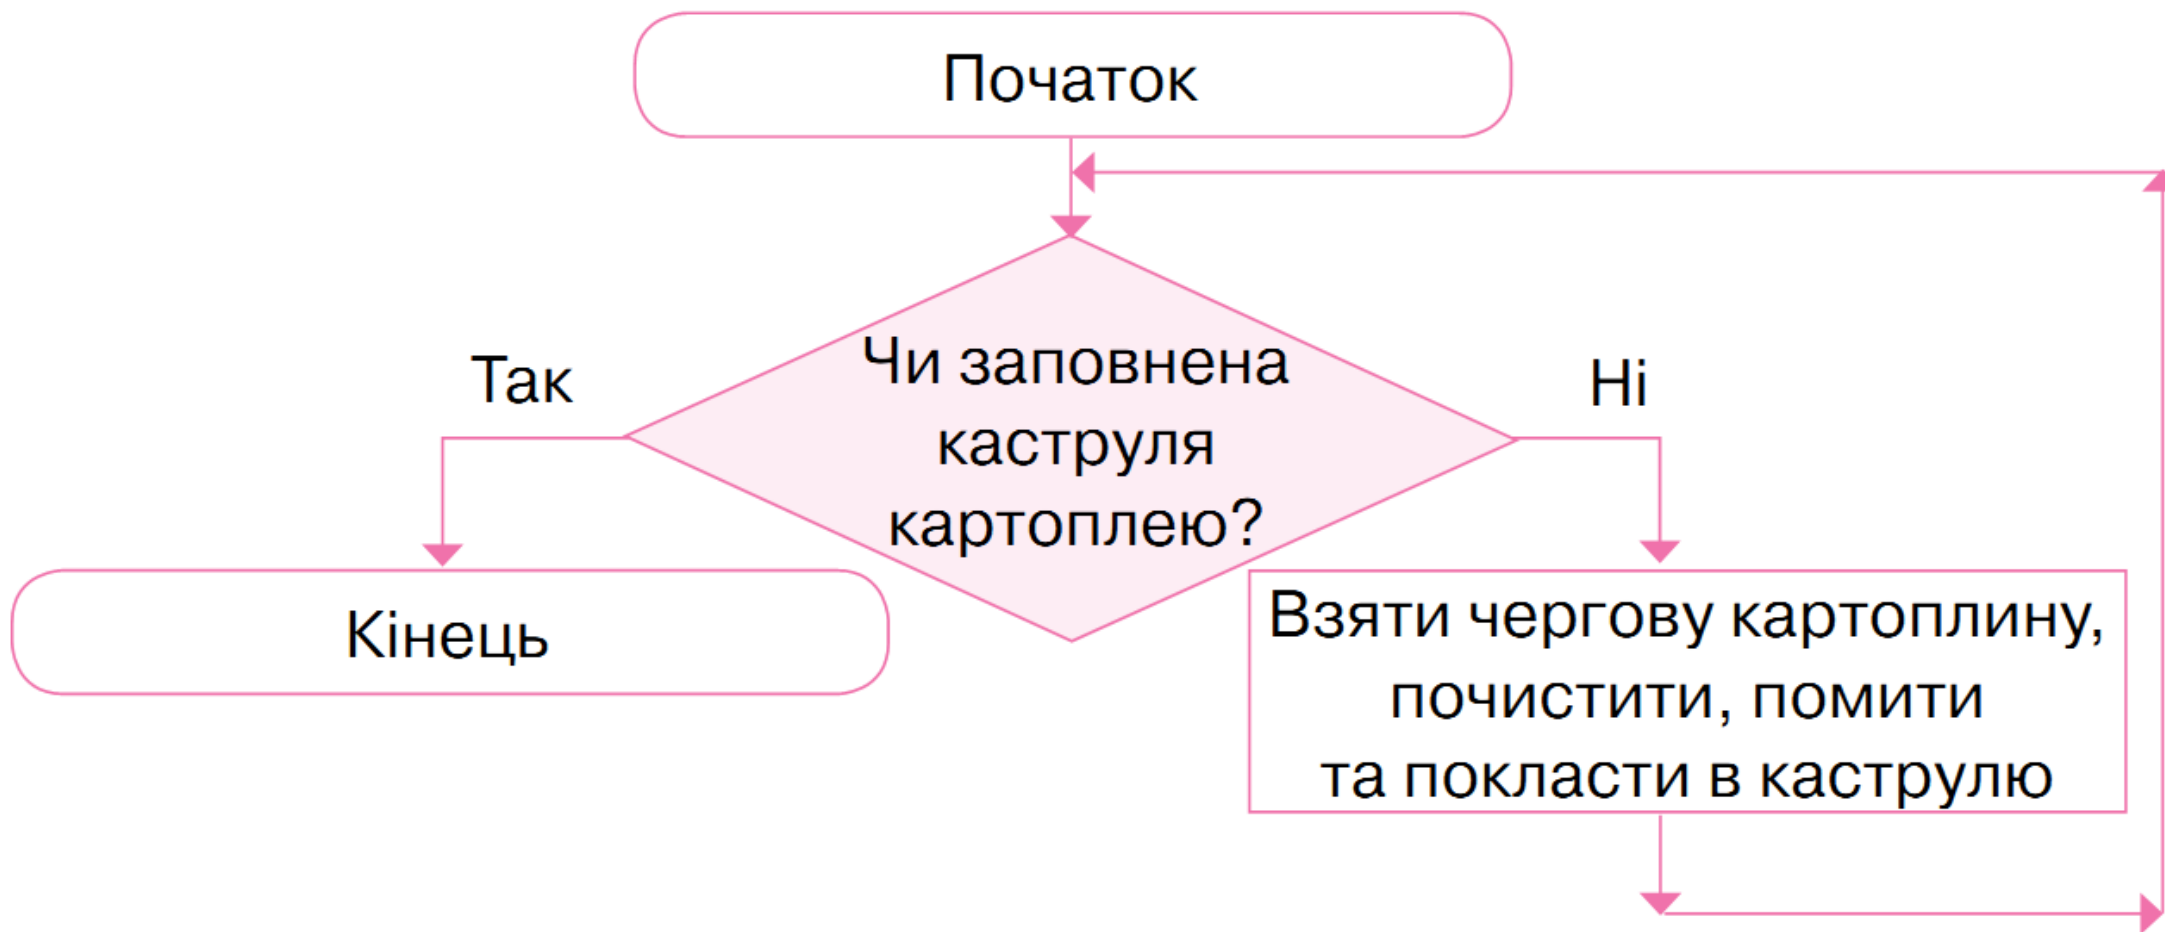 Початок
Чи заповнена
каструля
картоплею?
Так
Ні
Кінець
Взяти чергову картоплину,
почистити, помити
та покласти в каструлю